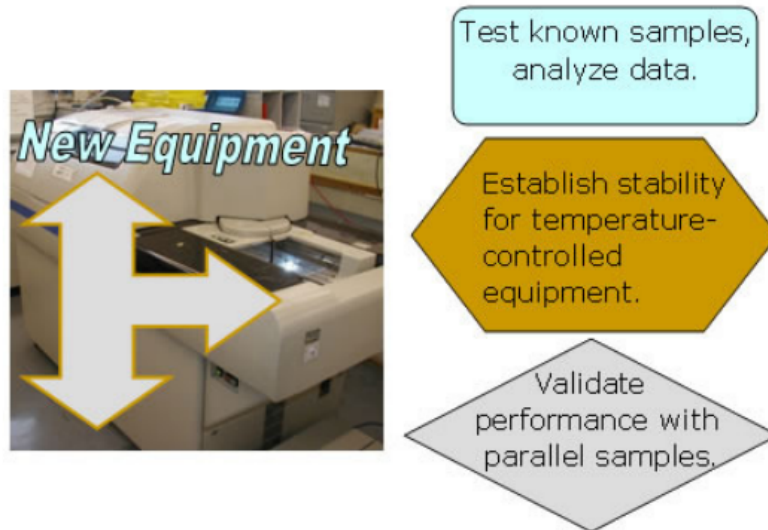 New Equipment
Test known samples,
analyze data.
Establish stability
for temperature-
controlled
equipment.
Validate
performance with
parallel samples.